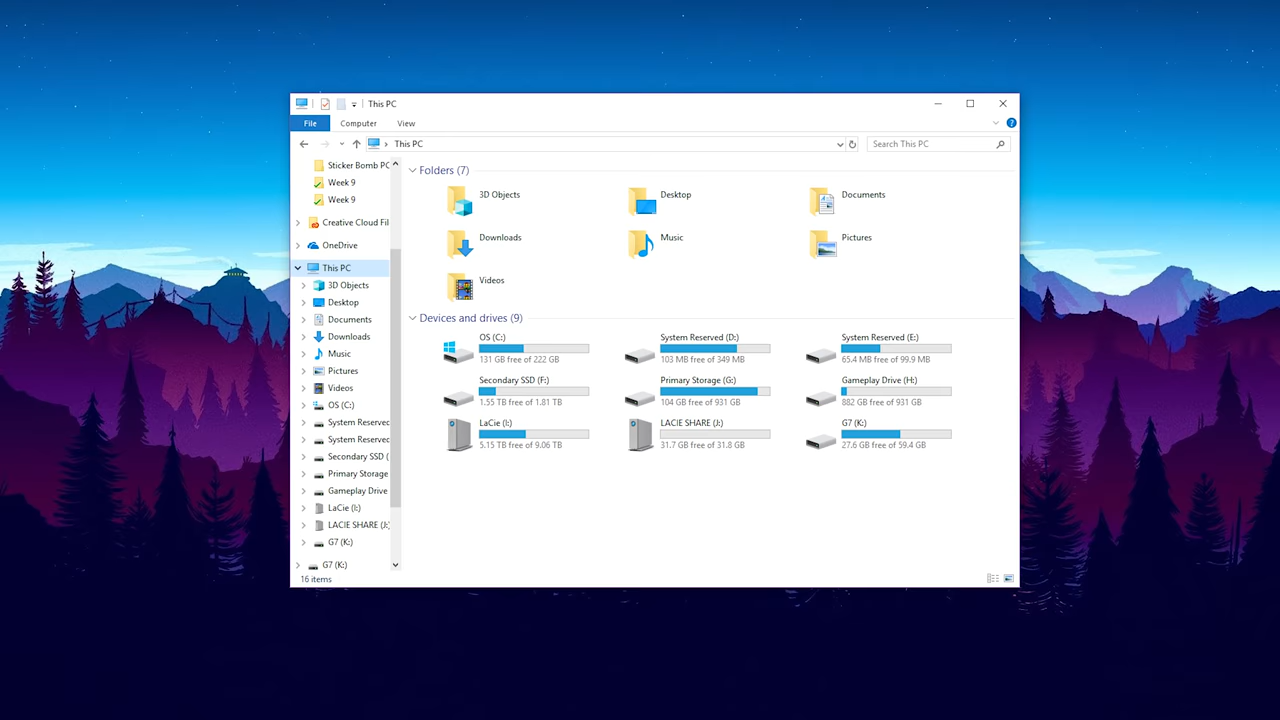 This PC
File Computer View
This PC
Search This PC
Sticker Bomb PC
Week 9
Week 9
Creative Cloud Fil
OneDrive
This PC
3D Objects
Desktop
Documents
Downloads
Music
Pictures
Videos
OS (C:)
System Reserved
System Reserved
Secondary SSD (
Primary Storage
Gameplay Drive
LaCie (I:)
LACIE SHARE (J:)
G7 (K:)
G7 (K:)
Folders (7)
3D Objects
Desktop
Documents
Downloads
Music
Pictures
Videos
Devices and drives (9)
OS (C:)
131 GB free of 222 GB
System Reserved (D:)
103 MB free of 349 MB
System Reserved (E:)
65.4 MB free of 99.9 MB
Secondary SSD (F:)
1.55 TB free of 1.81 TB
Primary Storage (G:)
104 GB free of 931 GB
Gameplay Drive (H:)
882 GB free of 931 GB
LaCie (I:)
5.15 TB free of 9.06 TB
LACIE SHARE (J:)
31.7 GB free of 31.8 GB
G7 (K:)
27.6 GB free of 59.4 GB
16 items